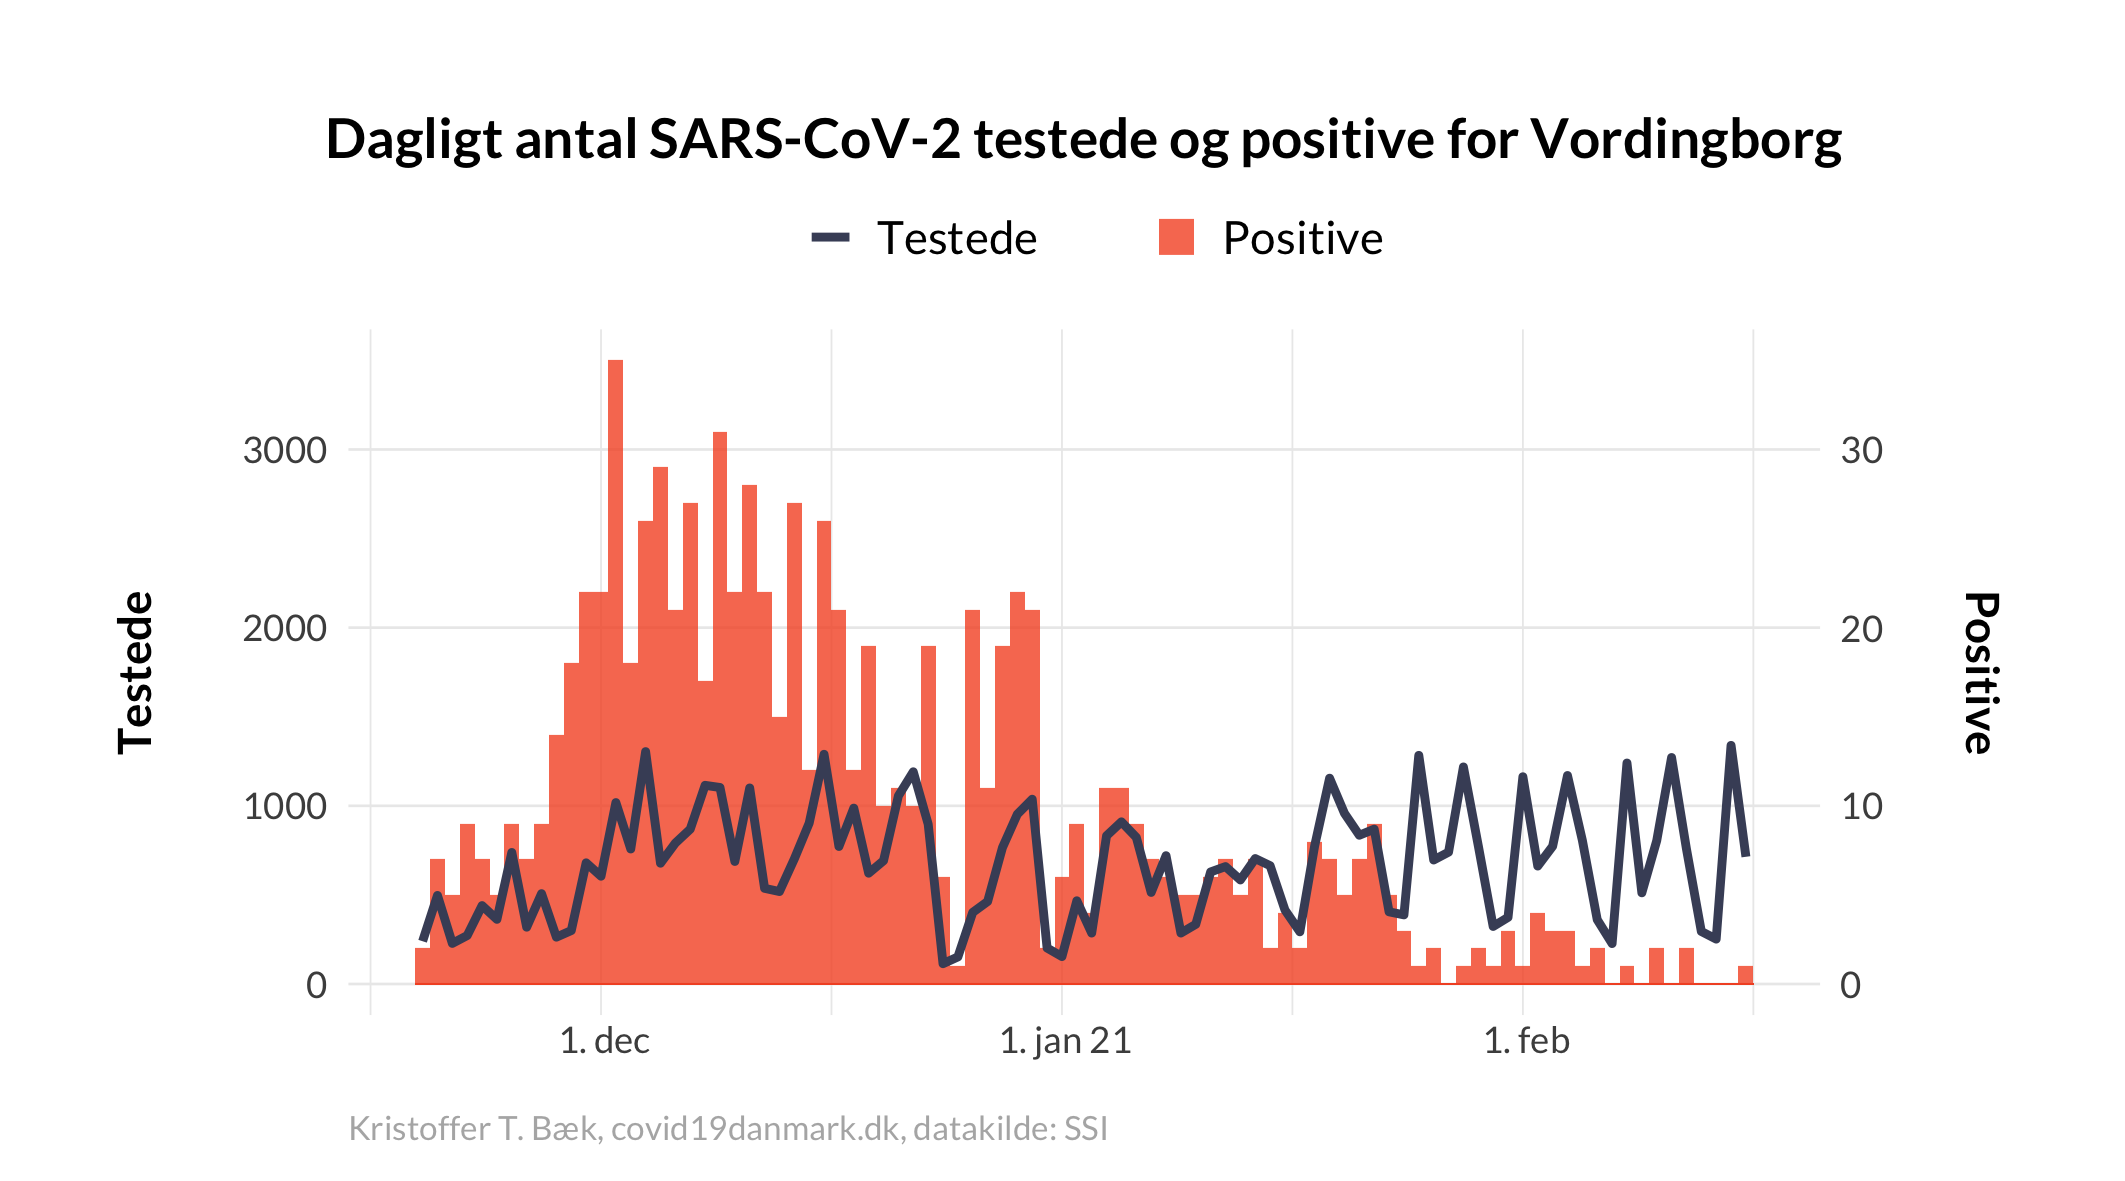 Dagligt antal SARS-CoV-2 testede og positive for Vordingborg
Testede
Positive
3000
2000
1000
0
30
20
10
0
Testede
Positive
1. dec
1. jan 21
1. feb
Kristoffer T. Bæk, covid19danmark.dk, datakilde: SSI